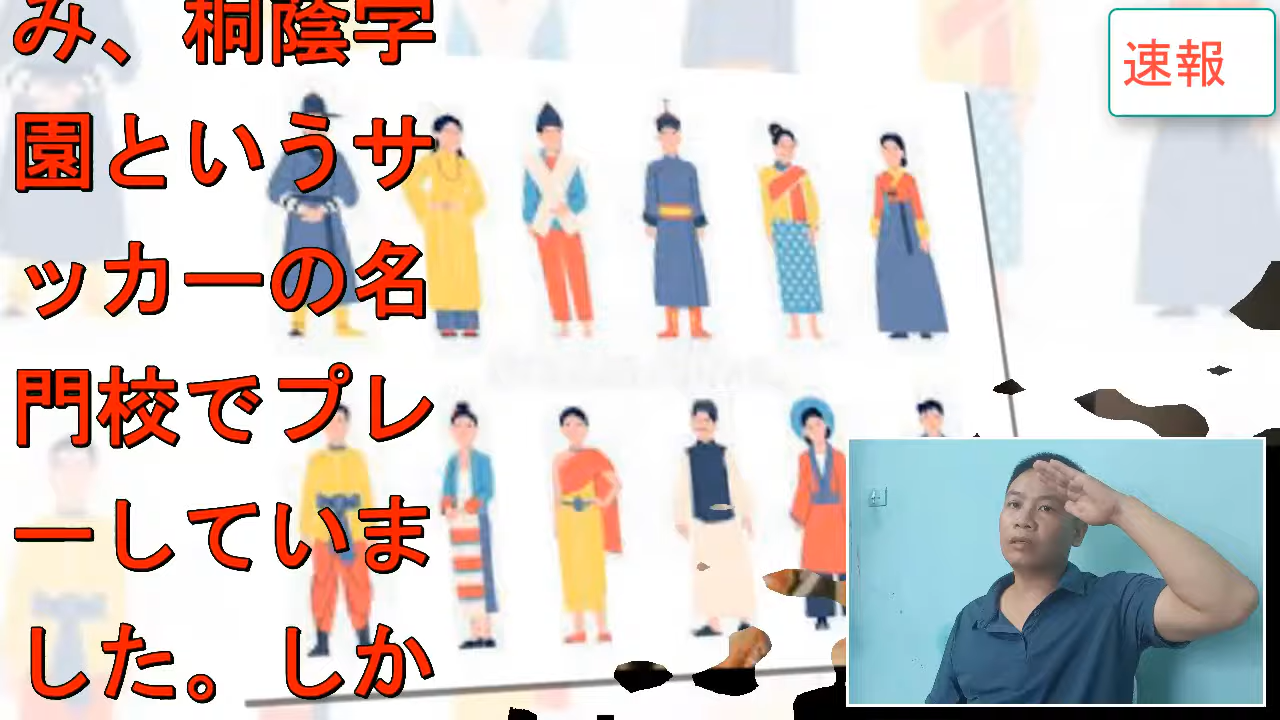 み、桐蔭学
園というサ
ッカーの名
門校でプレ
ーしていま
した。しか
速報